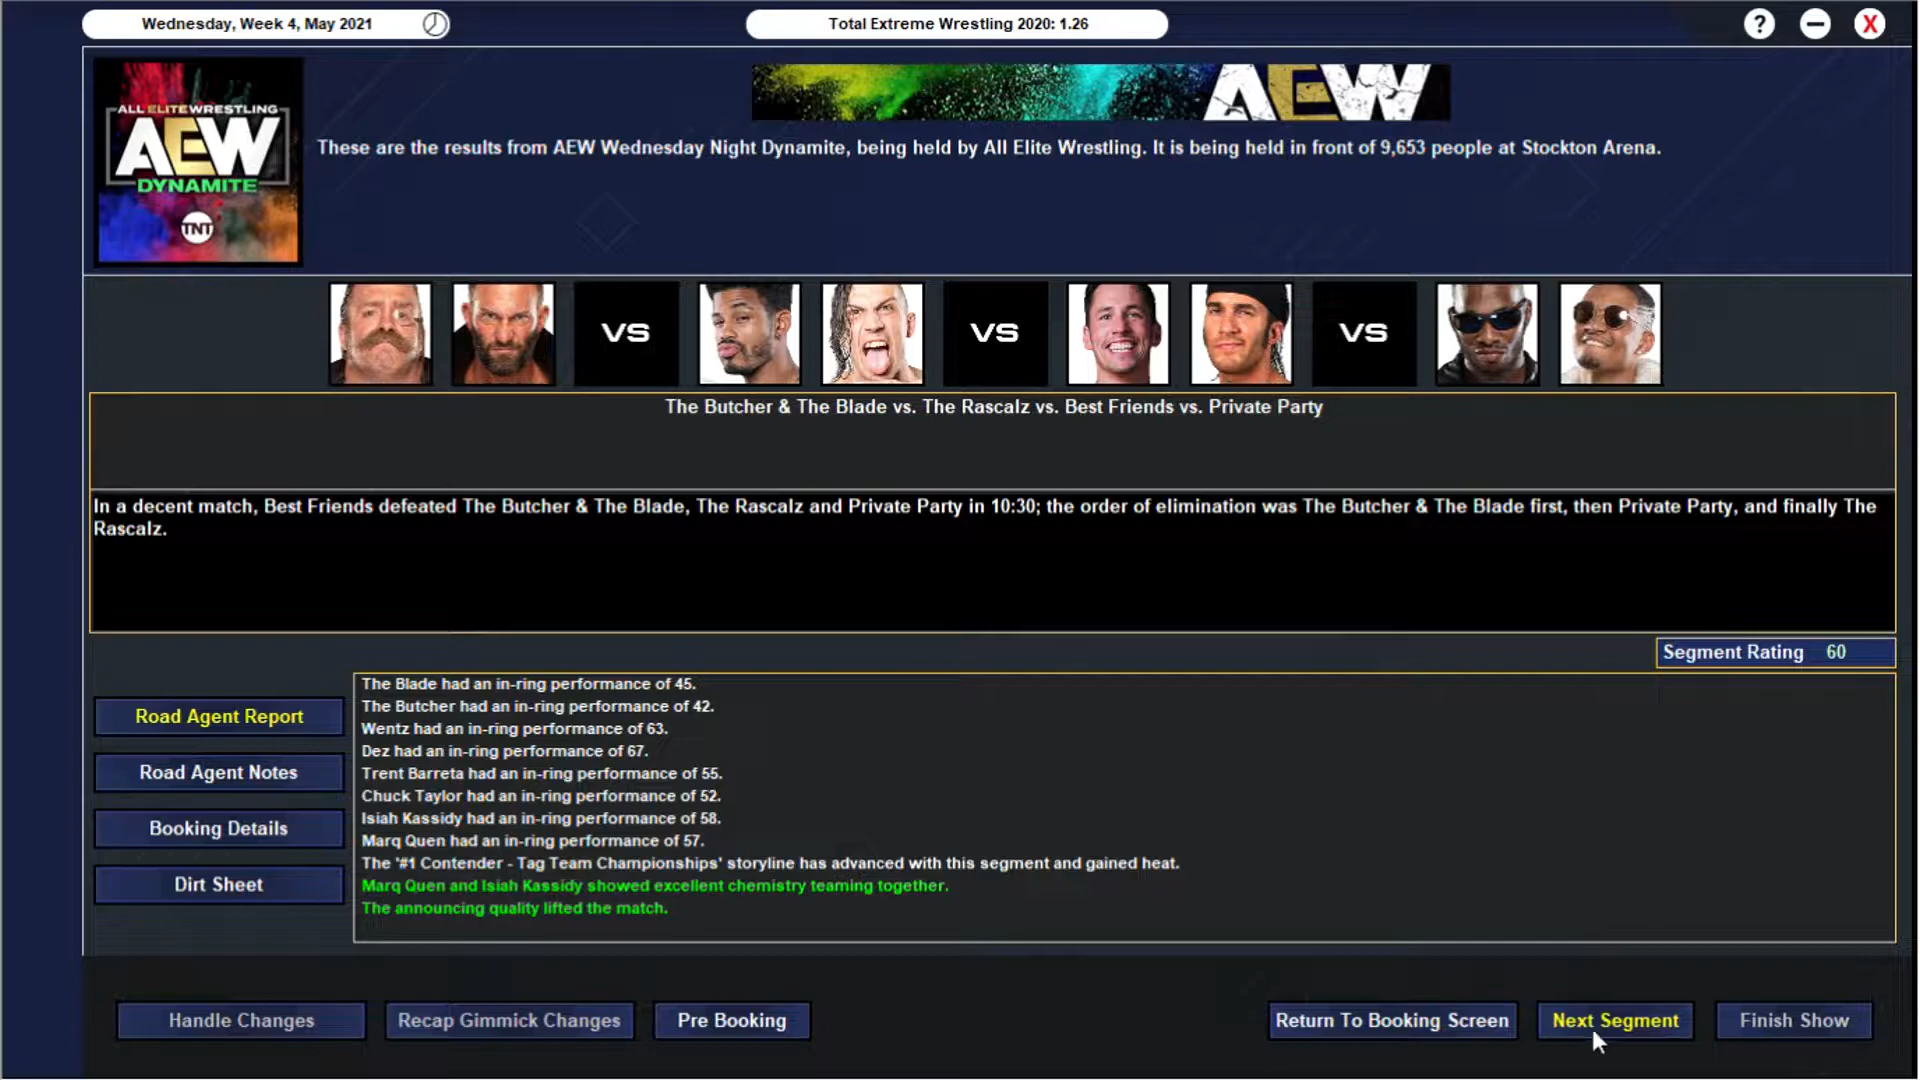 Wednesday, Week 4, May 2021
Total Extreme Wrestling 2020: 1.26
?
X
ALL ELITE WRESTLING
AEW
DYNAMITE
TNT
AEW
These are the results from AEW Wednesday Night Dynamite, being held by All Elite Wrestling. It is being held in front of 9,653 people at Stockton Arena.
VS
VS
VS
The Butcher & The Blade vs. The Rascalz vs. Best Friends vs. Private Party
In a decent match, Best Friends defeated The Butcher & The Blade, The Rascalz and Private Party in 10:30; the order of elimination was The Butcher & The Blade first, then Private Party, and finally The
Rascalz.
Segment Rating 60
Road Agent Report
Road Agent Notes
Booking Details
Dirt Sheet
The Blade had an in-ring performance of 45.
The Butcher had an in-ring performance of 42.
Wentz had an in-ring performance of 63.
Dez had an in-ring performance of 67.
Trent Barreta had an in-ring performance of 55.
Chuck Taylor had an in-ring performance of 52.
Isiah Kassidy had an in-ring performance of 58.
Marq Quen had an in-ring performance of 57.
The '#1 Contender - Tag Team Championships' storyline has advanced with this segment and gained heat.
Marq Quen and Isiah Kassidy showed excellent chemistry teaming together.
The announcing quality lifted the match.
Handle Changes
Recap Gimmick Changes
Pre Booking
Return To Booking Screen
Next Segment
Finish Show